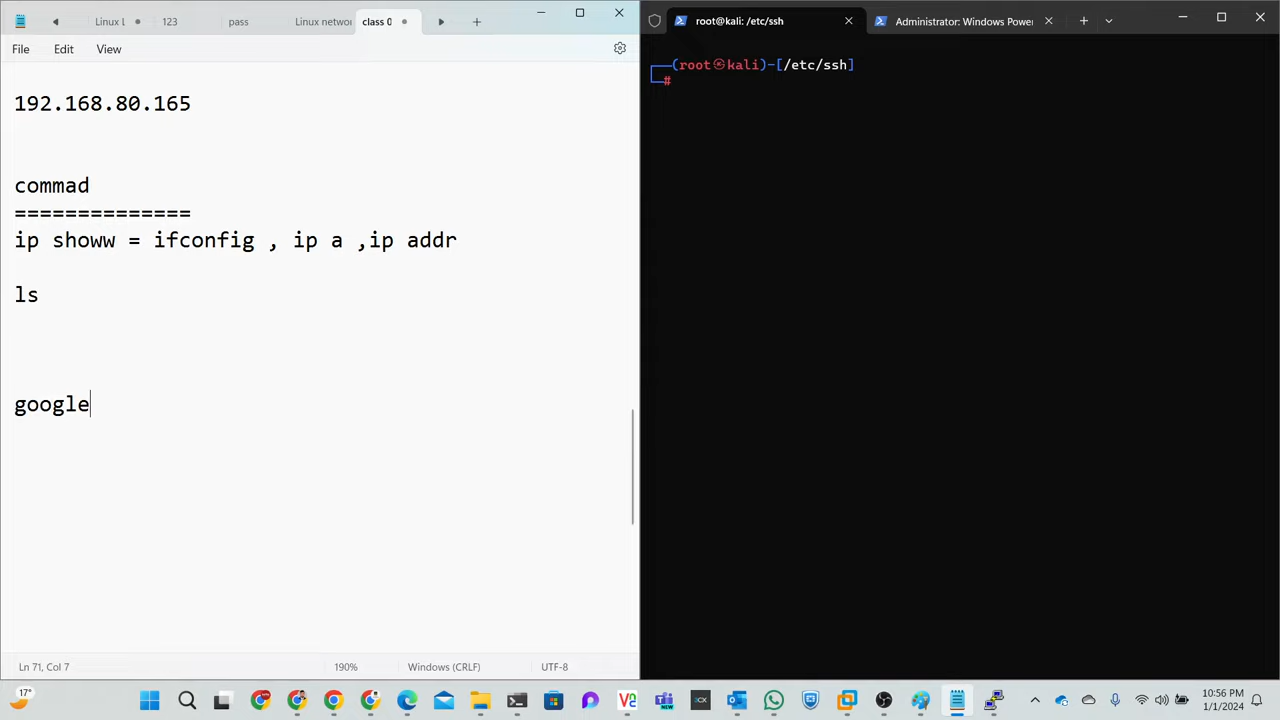 Linux L
123
pass
Linux networ
class 0
File Edit View
192.168.80.165
commad
==============
ip showw = ifconfig , ip a ,ip addr
ls
google
Ln 71, Col 7
190%
Windows (CRLF)
UTF-8
root@kali: /etc/ssh
Administrator: Windows Power
(root㉿kali)-[/etc/ssh]
#
17°
10:56 PM
1/1/2024